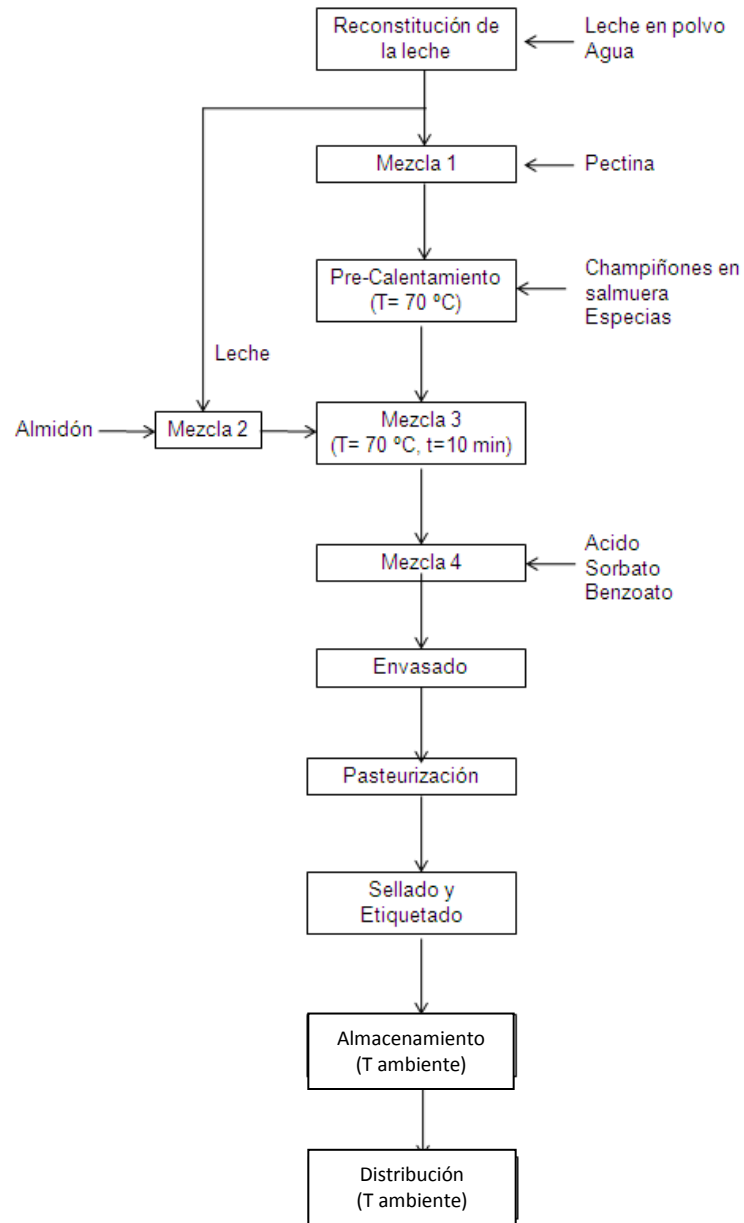 Reconstitución de
la leche
Leche en polvo
Agua
Mezcla 1
Pectina
Pre-Calentamiento
(T= 70 ºC)
Champiñones en
salmuera
Especias
Leche
Almidón
Mezcla 2
Mezcla 3
(T= 70 ºC, t=10 min)
Mezcla 4
Acido
Sorbato
Benzoato
Envasado
Pasteurización
Sellado y
Etiquetado
Almacenamiento
(T ambiente)
Distribución
(T ambiente)